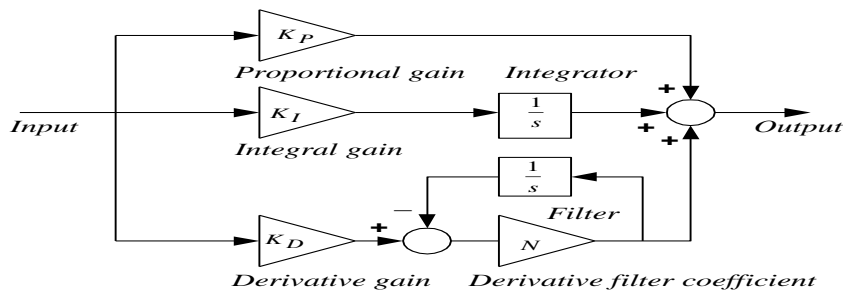 K_P
Proportional gain
Integrator
+
Input
K_I
1/s
+
+
Output
Integral gain
1/s
−
Filter
+
K_D
N
Derivative gain
Derivative filter coefficient